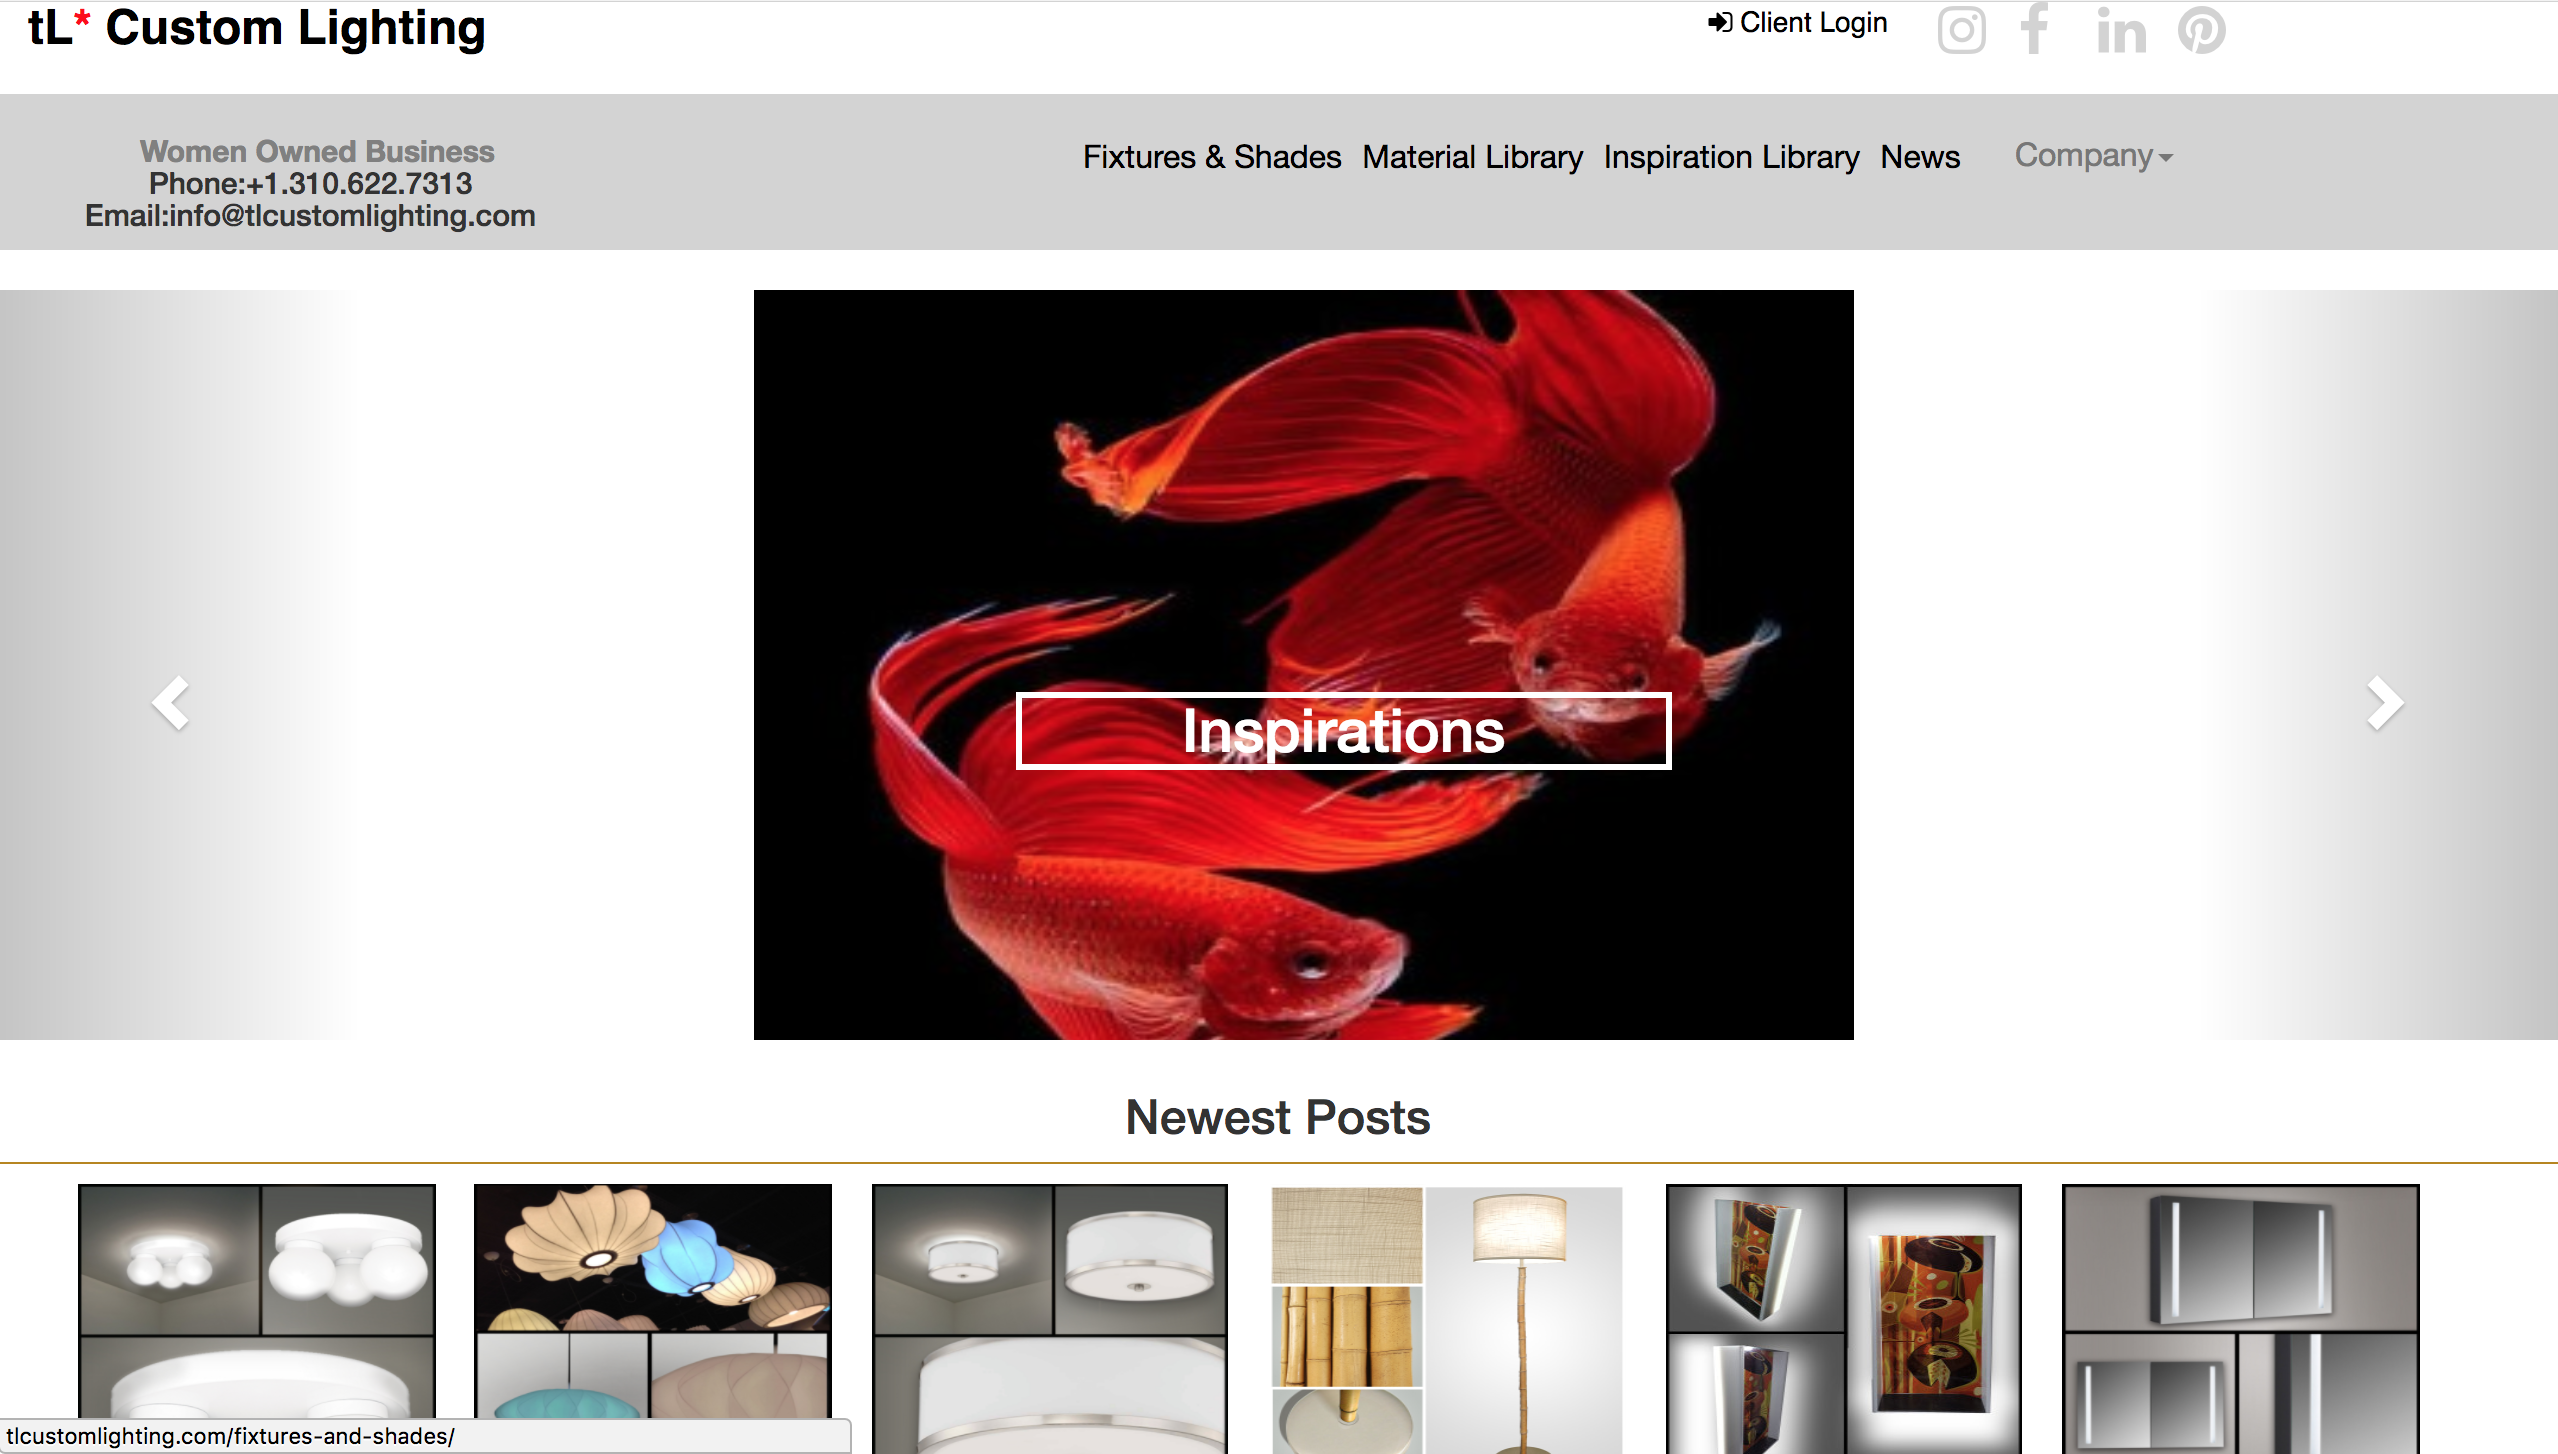 tL* Custom Lighting
Client Login
Women Owned Business
Phone:+1.310.622.7313
Email:info@tlcustomlighting.com
Fixtures & Shades Material Library Inspiration Library News Company
Inspirations
Newest Posts
tlcustomlighting.com/fixtures-and-shades/